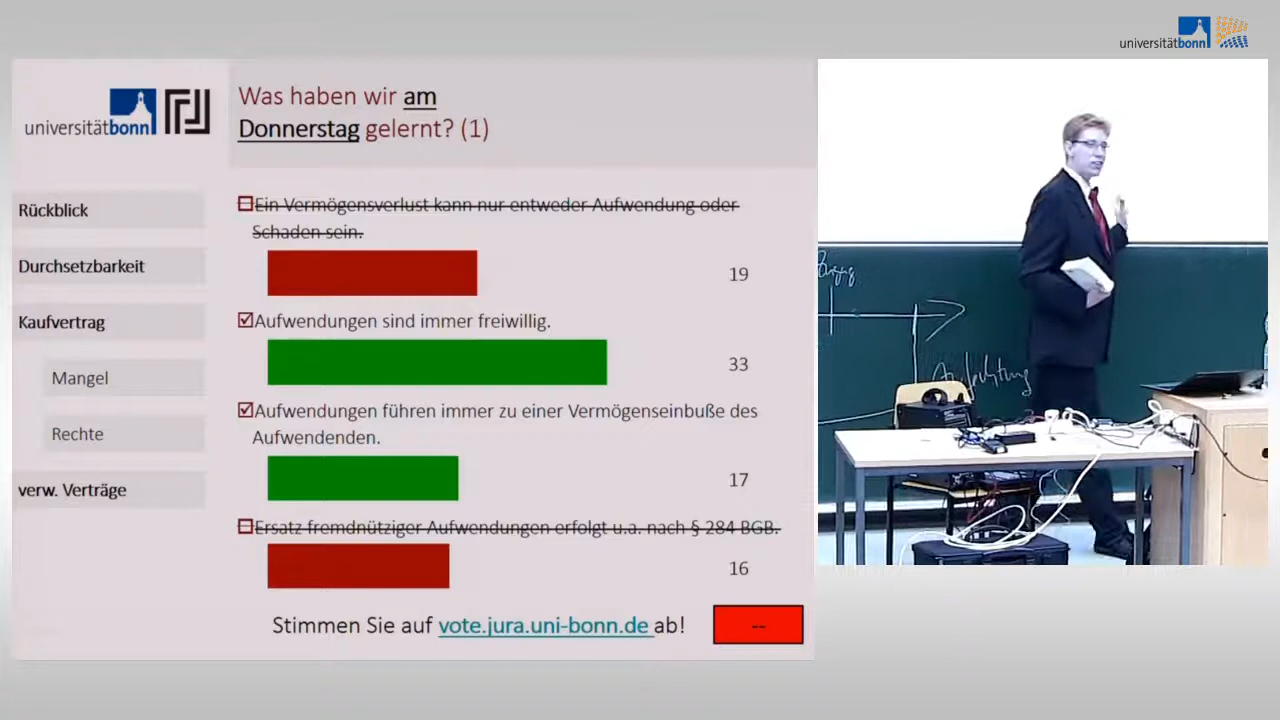 universitätbonn
universitätbonn
Was haben wir am
Donnerstag gelernt? (1)
Rückblick
Durchsetzbarkeit
Kaufvertrag
Mangel
Rechte
verw. Verträge
Ein Vermögensverlust kann nur entweder Aufwendung oder
Schaden sein.
19
Aufwendungen sind immer freiwillig.
33
Aufwendungen führen immer zu einer Vermögenseinbuße des
Aufwendenden.
17
Ersatz fremdnütziger Aufwendungen erfolgt u.a. nach § 284 BGB.
16
Stimmen Sie auf vote.jura.uni-bonn.de ab!
--